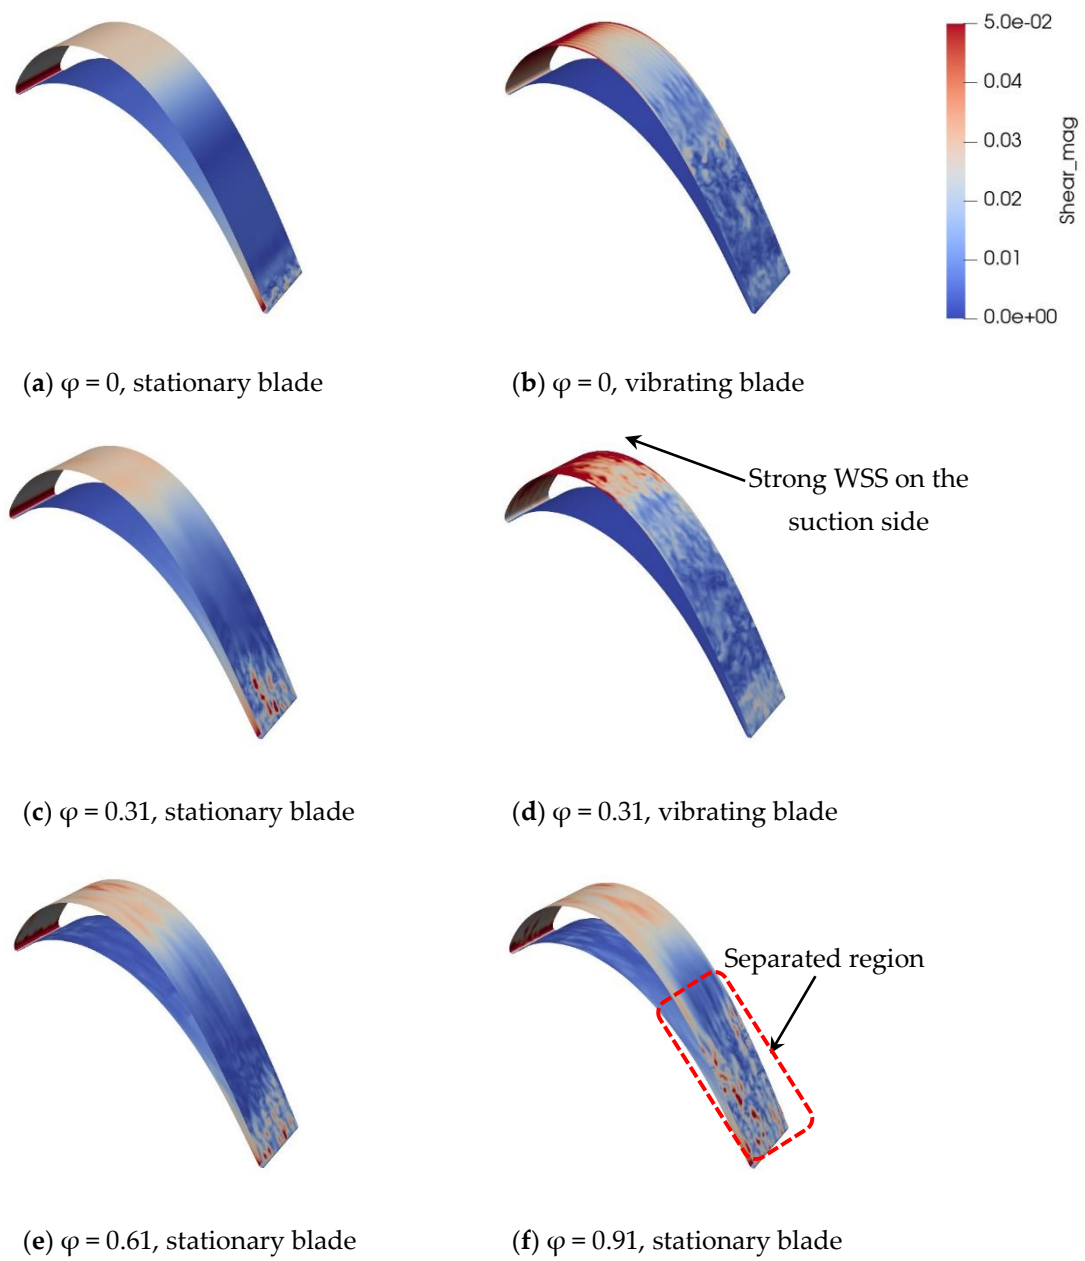 5.0e-02
0.04
0.03
0.02
0.01
0.0e+00
Shear_mag
(a) φ = 0, stationary blade
(b) φ = 0, vibrating blade
Strong WSS on the
suction side
(c) φ = 0.31, stationary blade
(d) φ = 0.31, vibrating blade
Separated region
(e) φ = 0.61, stationary blade
(f) φ = 0.91, stationary blade